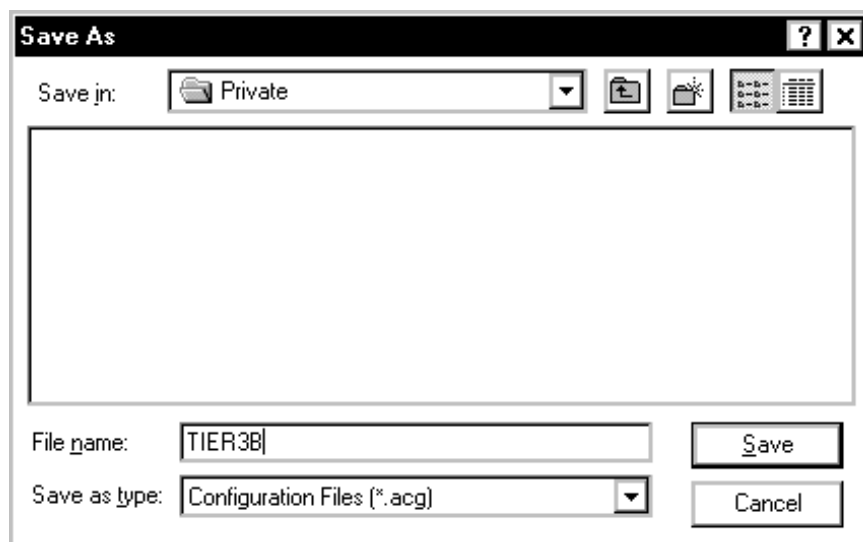 Save As
Save in: Private
File name: TIER3B
Save
Save as type: Configuration Files (*.acg)
Cancel